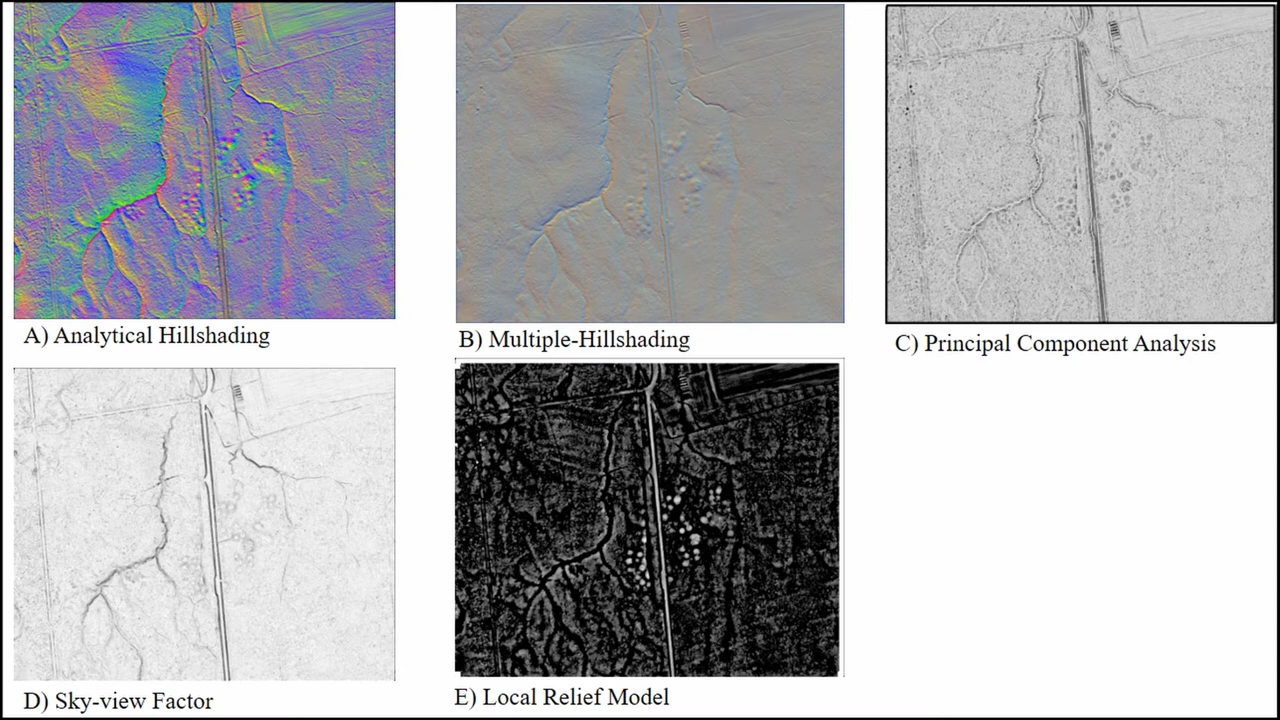 A) Analytical Hillshading
B) Multiple-Hillshading
C) Principal Component Analysis
D) Sky-view Factor
E) Local Relief Model